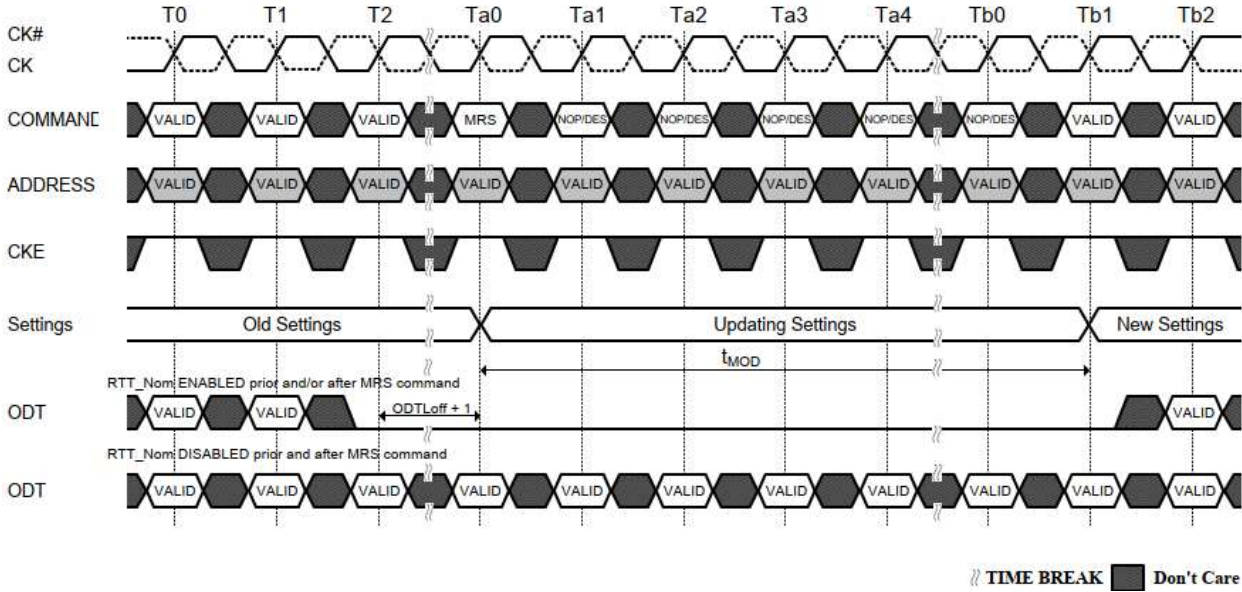 T0 T1 T2 Ta0 Ta1 Ta2 Ta3 Ta4 Tb0 Tb1 Tb2
CK#
CK
COMMAND VALID VALID VALID MRS NOP/DES NOP/DES NOP/DES NOP/DES NOP/DES VALID VALID
ADDRESS VALID VALID VALID VALID VALID VALID VALID VALID VALID VALID VALID
CKE
Settings Old Settings Updating Settings New Settings
tMOD
RTT_Nom ENABLED prior and/or after MRS command
ODT VALID VALID ODTLoff + 1 VALID
RTT_Nom DISABLED prior and after MRS command
ODT VALID VALID VALID VALID VALID VALID VALID VALID VALID VALID VALID
TIME BREAK Don't Care